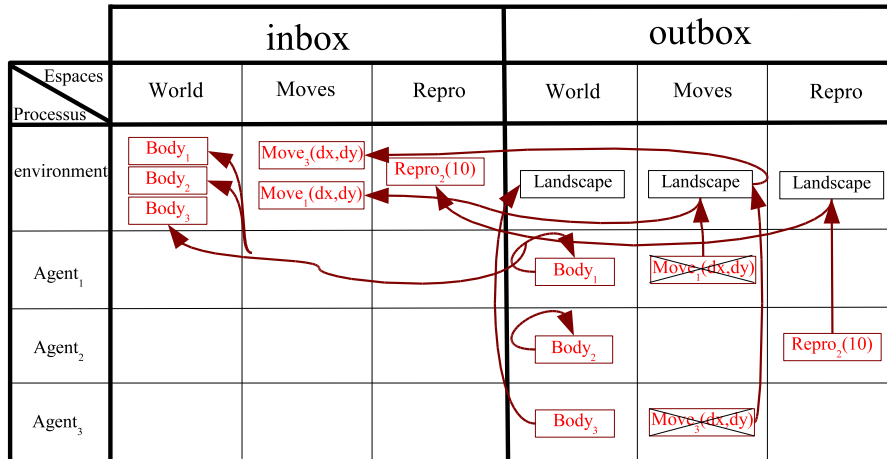 inbox outbox
Espaces
Processus
World Moves Repro World Moves Repro
environment
Body1 Move3(dx,dy)
Repro2(10)
Body2 Move1(dx,dy)
Body3
Landscape Landscape Landscape
Agent1 Body1 Move1(dx,dy)
Agent2 Body2 Repro2(10)
Agent3 Body3 Move3(dx,dy)